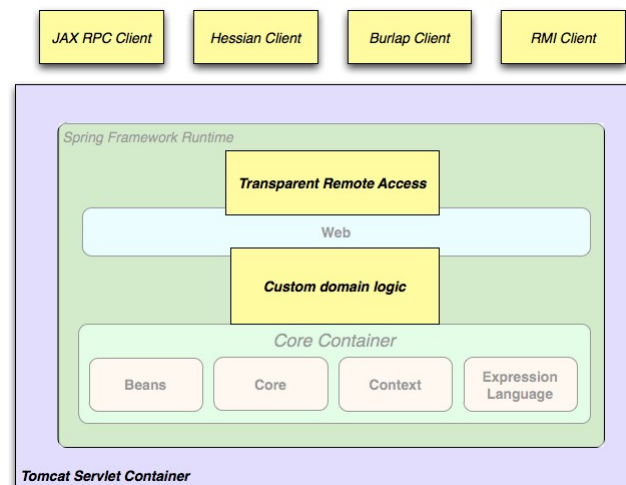 JAX RPC Client
Hessian Client
Burlap Client
RMI Client
Spring Framework Runtime
Transparent Remote Access
Web
Custom domain logic
Core Container
Beans
Core
Context
Expression
Language
Tomcat Servlet Container